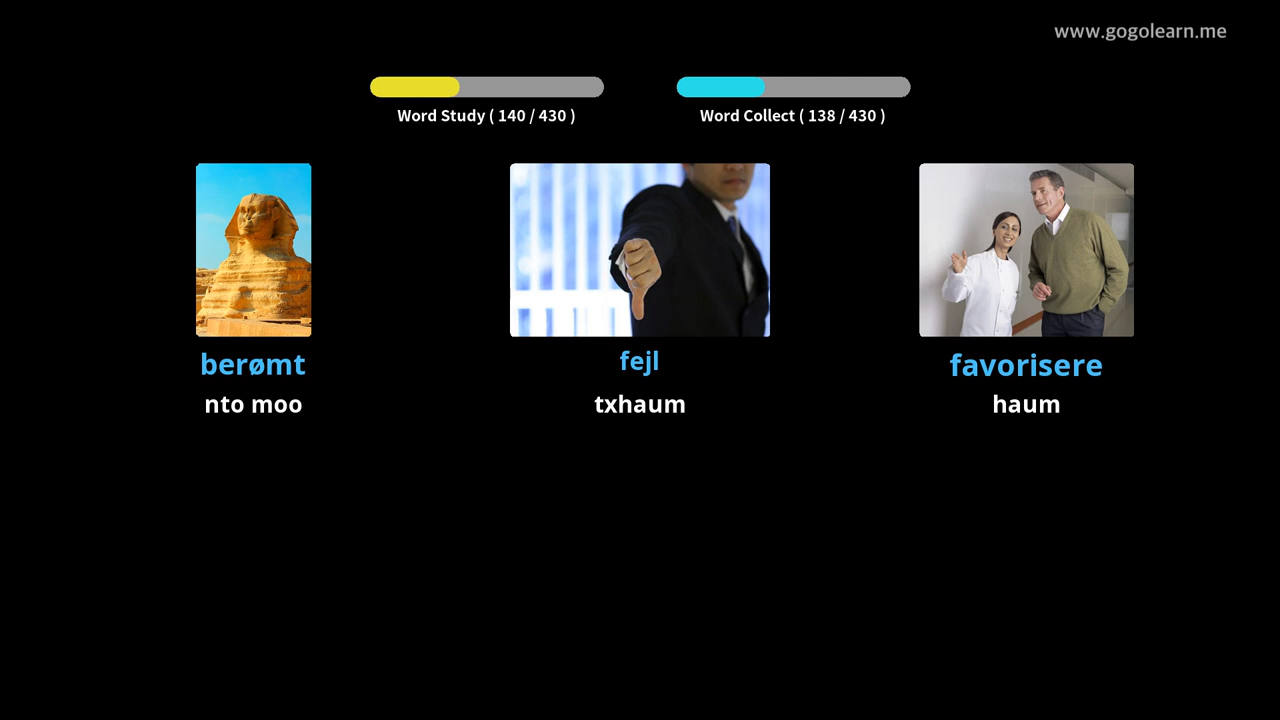 www.gogolearn.me
Word Study ( 140 / 430 )
Word Collect ( 138 / 430 )
berømt
nto moo
fejl
txhaum
favorisere
haum